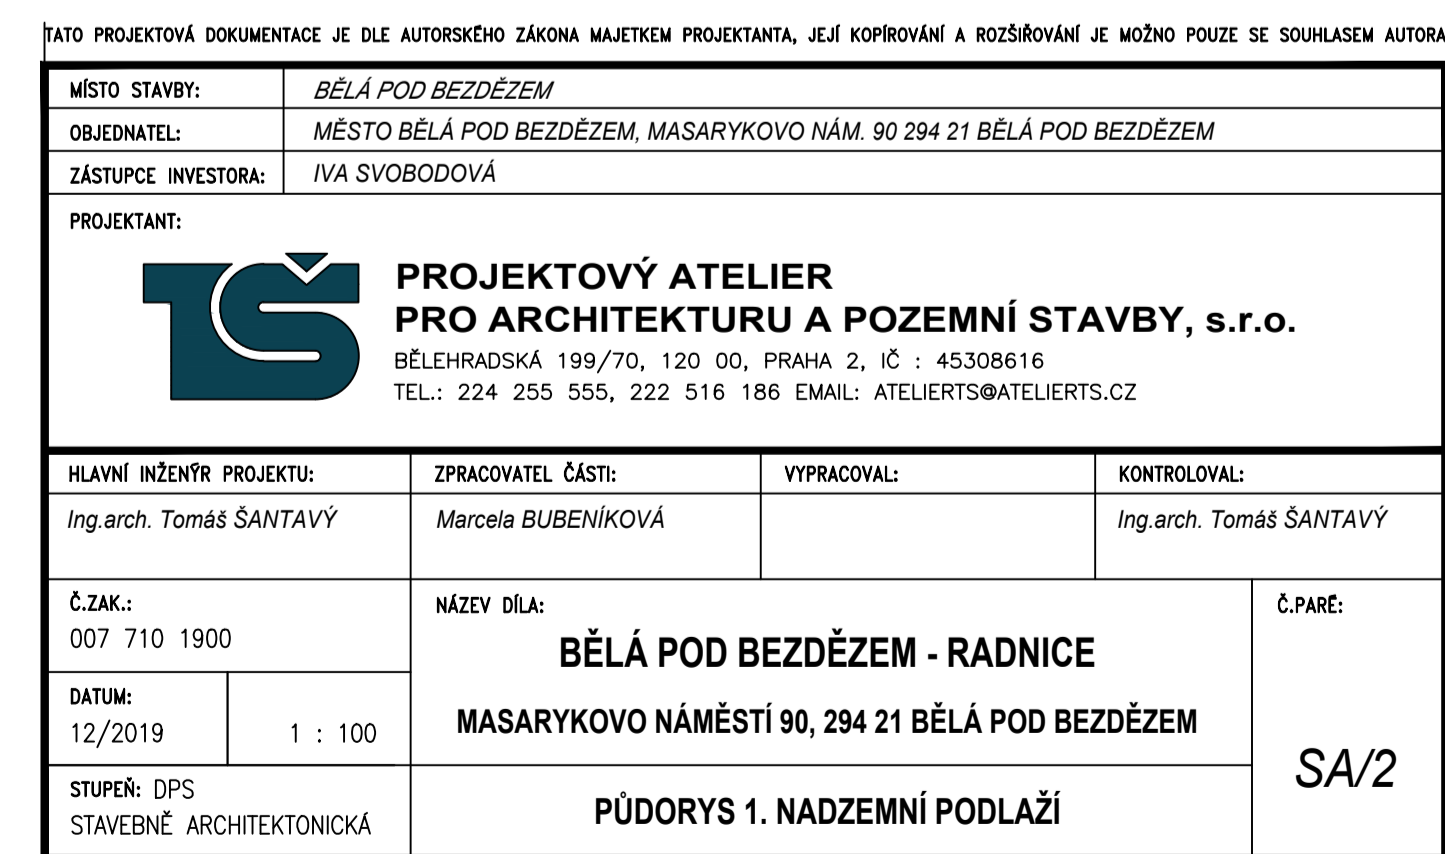 TATO PROJEKTOVÁ DOKUMENTACE JE DLE AUTORSKÉHO ZÁKONA MAJETKEM PROJEKTANTA, JEJÍ KOPÍROVÁNÍ A ROZŠIŘOVÁNÍ JE MOŽNO POUZE SE SOUHLASEM AUTORA
MÍSTO STAVBY: BĚLÁ POD BEZDĚZEM
OBJEDNATEL: MĚSTO BĚLÁ POD BEZDĚZEM, MASARYKOVO NÁM. 90 294 21 BĚLÁ POD BEZDĚZEM
ZÁSTUPCE INVESTORA: IVA SVOBODOVÁ
PROJEKTANT:
TŠ
PROJEKTOVÝ ATELIER
PRO ARCHITEKTURU A POZEMNÍ STAVBY, s.r.o.
BĚLEHRADSKÁ 199/70, 120 00, PRAHA 2, IČ : 45308616
TEL.: 224 255 555, 222 516 186 EMAIL: ATELIERTS@ATELIERTS.CZ
HLAVNÍ INŽENÝR PROJEKTU: ZPRACOVATEL ČÁSTI: VYPRACOVAL: KONTROLOVAL:
Ing.arch. Tomáš ŠANTAVÝ Marcela BUBENÍKOVÁ Ing.arch. Tomáš ŠANTAVÝ
Č.ZAK.:
007 710 1900
DATUM:
12/2019 1 : 100
STUPEŇ: DPS
STAVEBNĚ ARCHITEKTONICKÁ
NÁZEV DÍLA:
BĚLÁ POD BEZDĚZEM - RADNICE
MASARYKOVO NÁMĚSTÍ 90, 294 21 BĚLÁ POD BEZDĚZEM
PŮDORYS 1. NADZEMNÍ PODLAŽÍ
Č.PARÉ:
SA/2